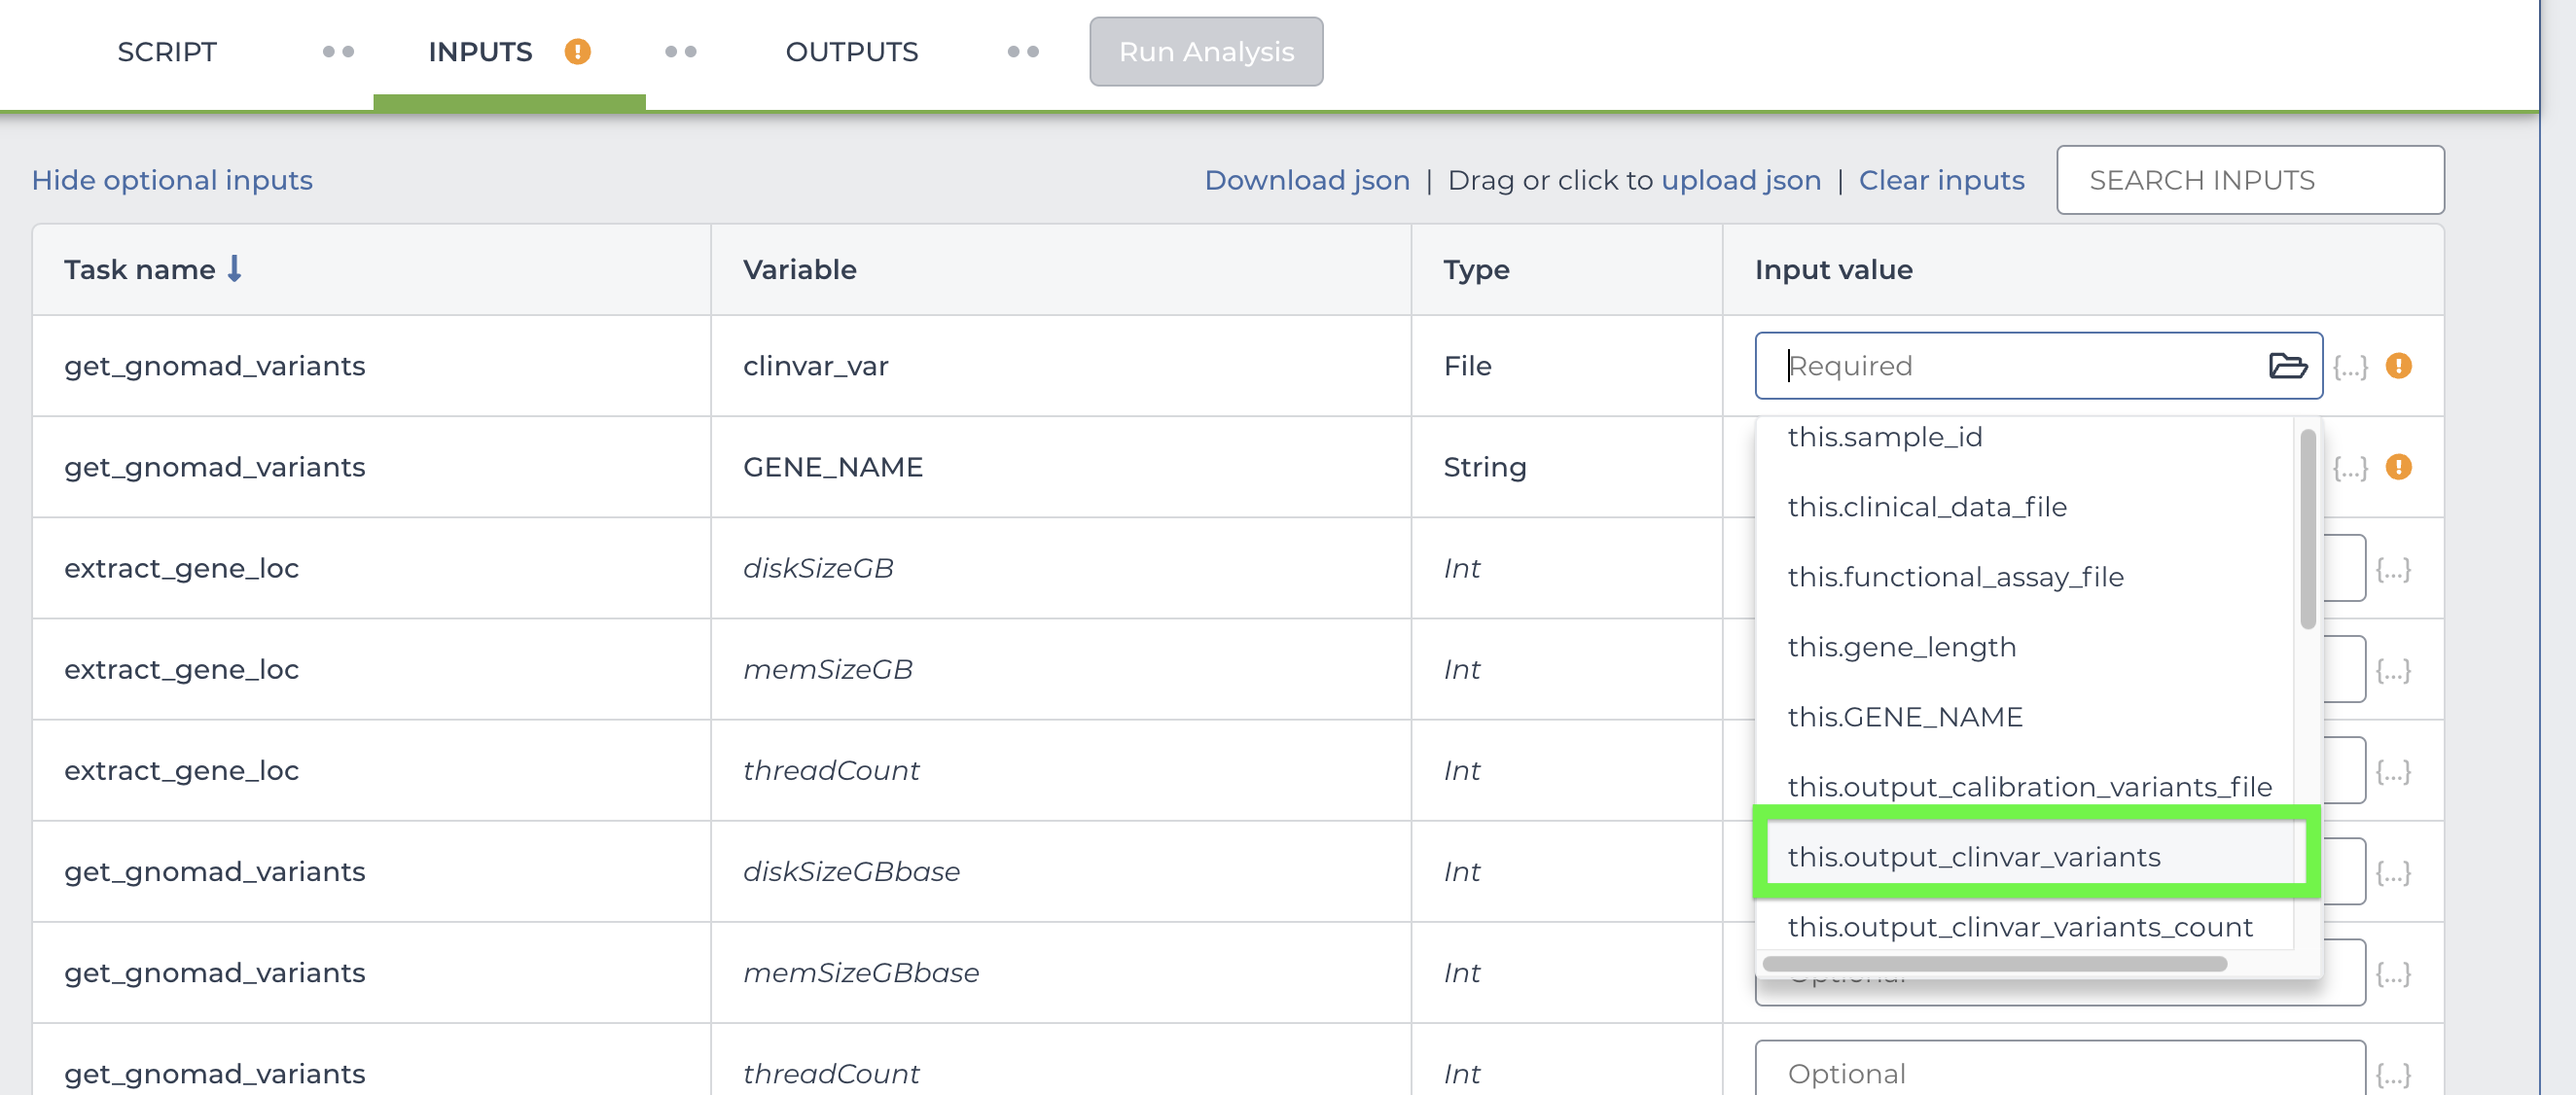 SCRIPT INPUTS ! OUTPUTS Run Analysis
Hide optional inputs Download json | Drag or click to upload json | Clear inputs SEARCH INPUTS
Task name Variable Type Input value
get_gnomad_variants clinvar_var File Required {...} !
this.sample_id
get_gnomad_variants GENE_NAME String {...} !
this.clinical_data_file
extract_gene_loc diskSizeGB Int this.functional_assay_file {...}
this.gene_length
extract_gene_loc memSizeGB Int {...}
this.GENE_NAME
extract_gene_loc threadCount Int this.output_calibration_variants_file {...}
get_gnomad_variants diskSizeGBbase Int this.output_clinvar_variants {...}
this.output_clinvar_variants_count
get_gnomad_variants memSizeGBbase Int Optional {...}
get_gnomad_variants threadCount Int Optional {...}